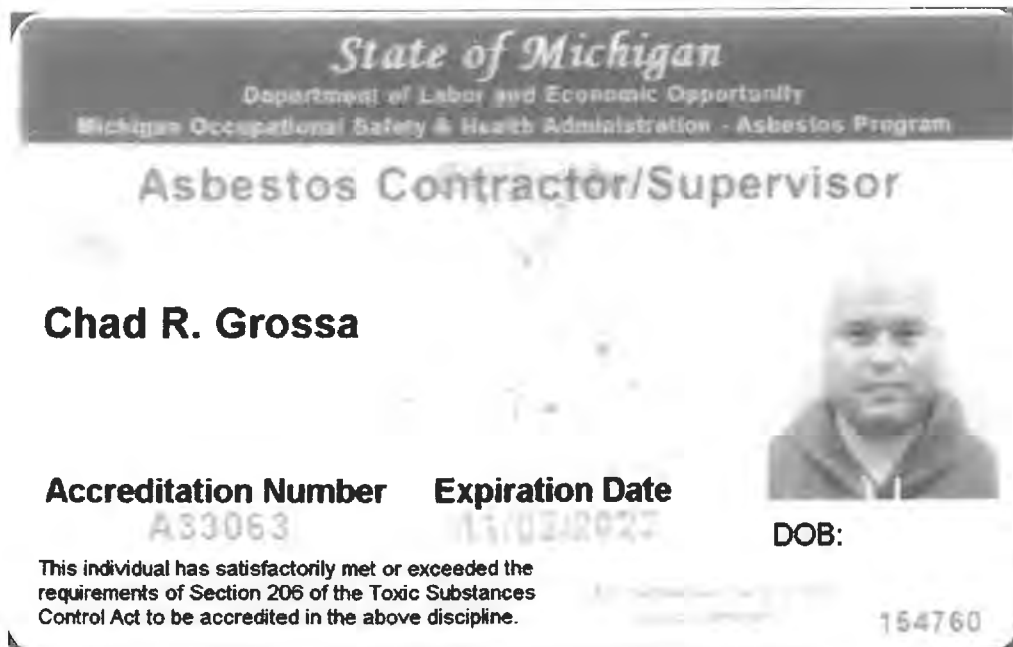 State of Michigan
Department of Labor and Economic Opportunity
Michigan Occupational Safety & Health Administration - Asbestos Program
Asbestos Contractor/Supervisor
Chad R. Grossa
Accreditation Number Expiration Date
A33063
DOB:
This individual has satisfactorily met or exceeded the
requirements of Section 206 of the Toxic Substances
Control Act to be accredited in the above discipline.
154760